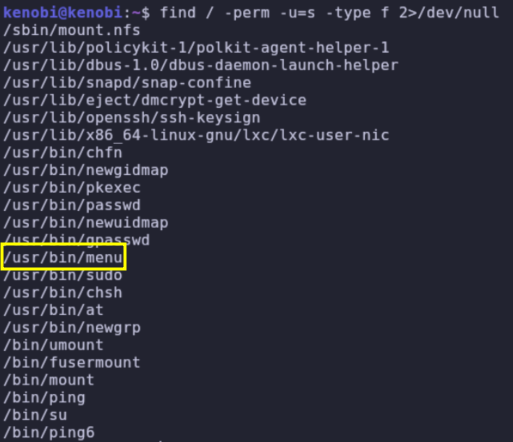 kenobi@kenobi:~$ find / -perm -u=s -type f 2>/dev/null
/sbin/mount.nfs
/usr/lib/policykit-1/polkit-agent-helper-1
/usr/lib/dbus-1.0/dbus-daemon-launch-helper
/usr/lib/snapd/snap-confine
/usr/lib/eject/dmcrypt-get-device
/usr/lib/openssh/ssh-keysign
/usr/lib/x86_64-linux-gnu/lxc/lxc-user-nic
/usr/bin/chfn
/usr/bin/newgidmap
/usr/bin/pkexec
/usr/bin/passwd
/usr/bin/newuidmap
/usr/bin/gpasswd
/usr/bin/menu
/usr/bin/sudo
/usr/bin/chsh
/usr/bin/at
/usr/bin/newgrp
/bin/umount
/bin/fusermount
/bin/mount
/bin/ping
/bin/su
/bin/ping6